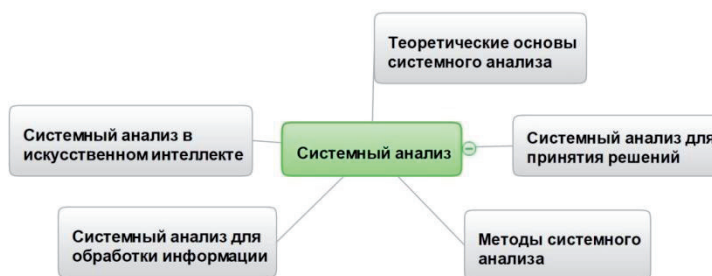 Теоретические основы
системного анализа
Системный анализ в
искусственном интеллекте
Системный анализ
Системный анализ для
принятия решений
Системный анализ для
обработки информации
Методы системного
анализа